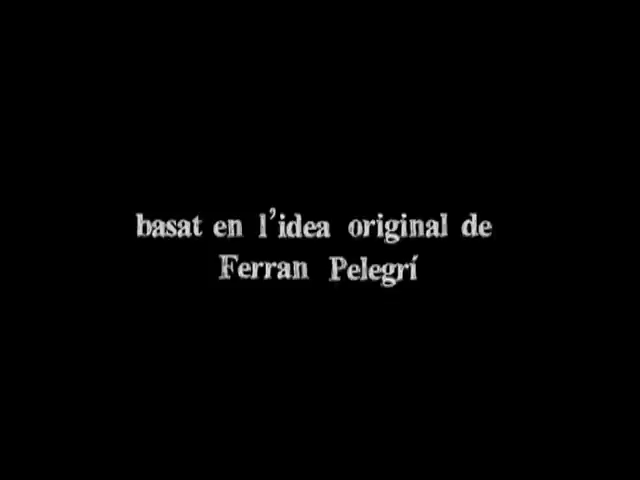 basat en l'idea original de
Ferran Pelegrí